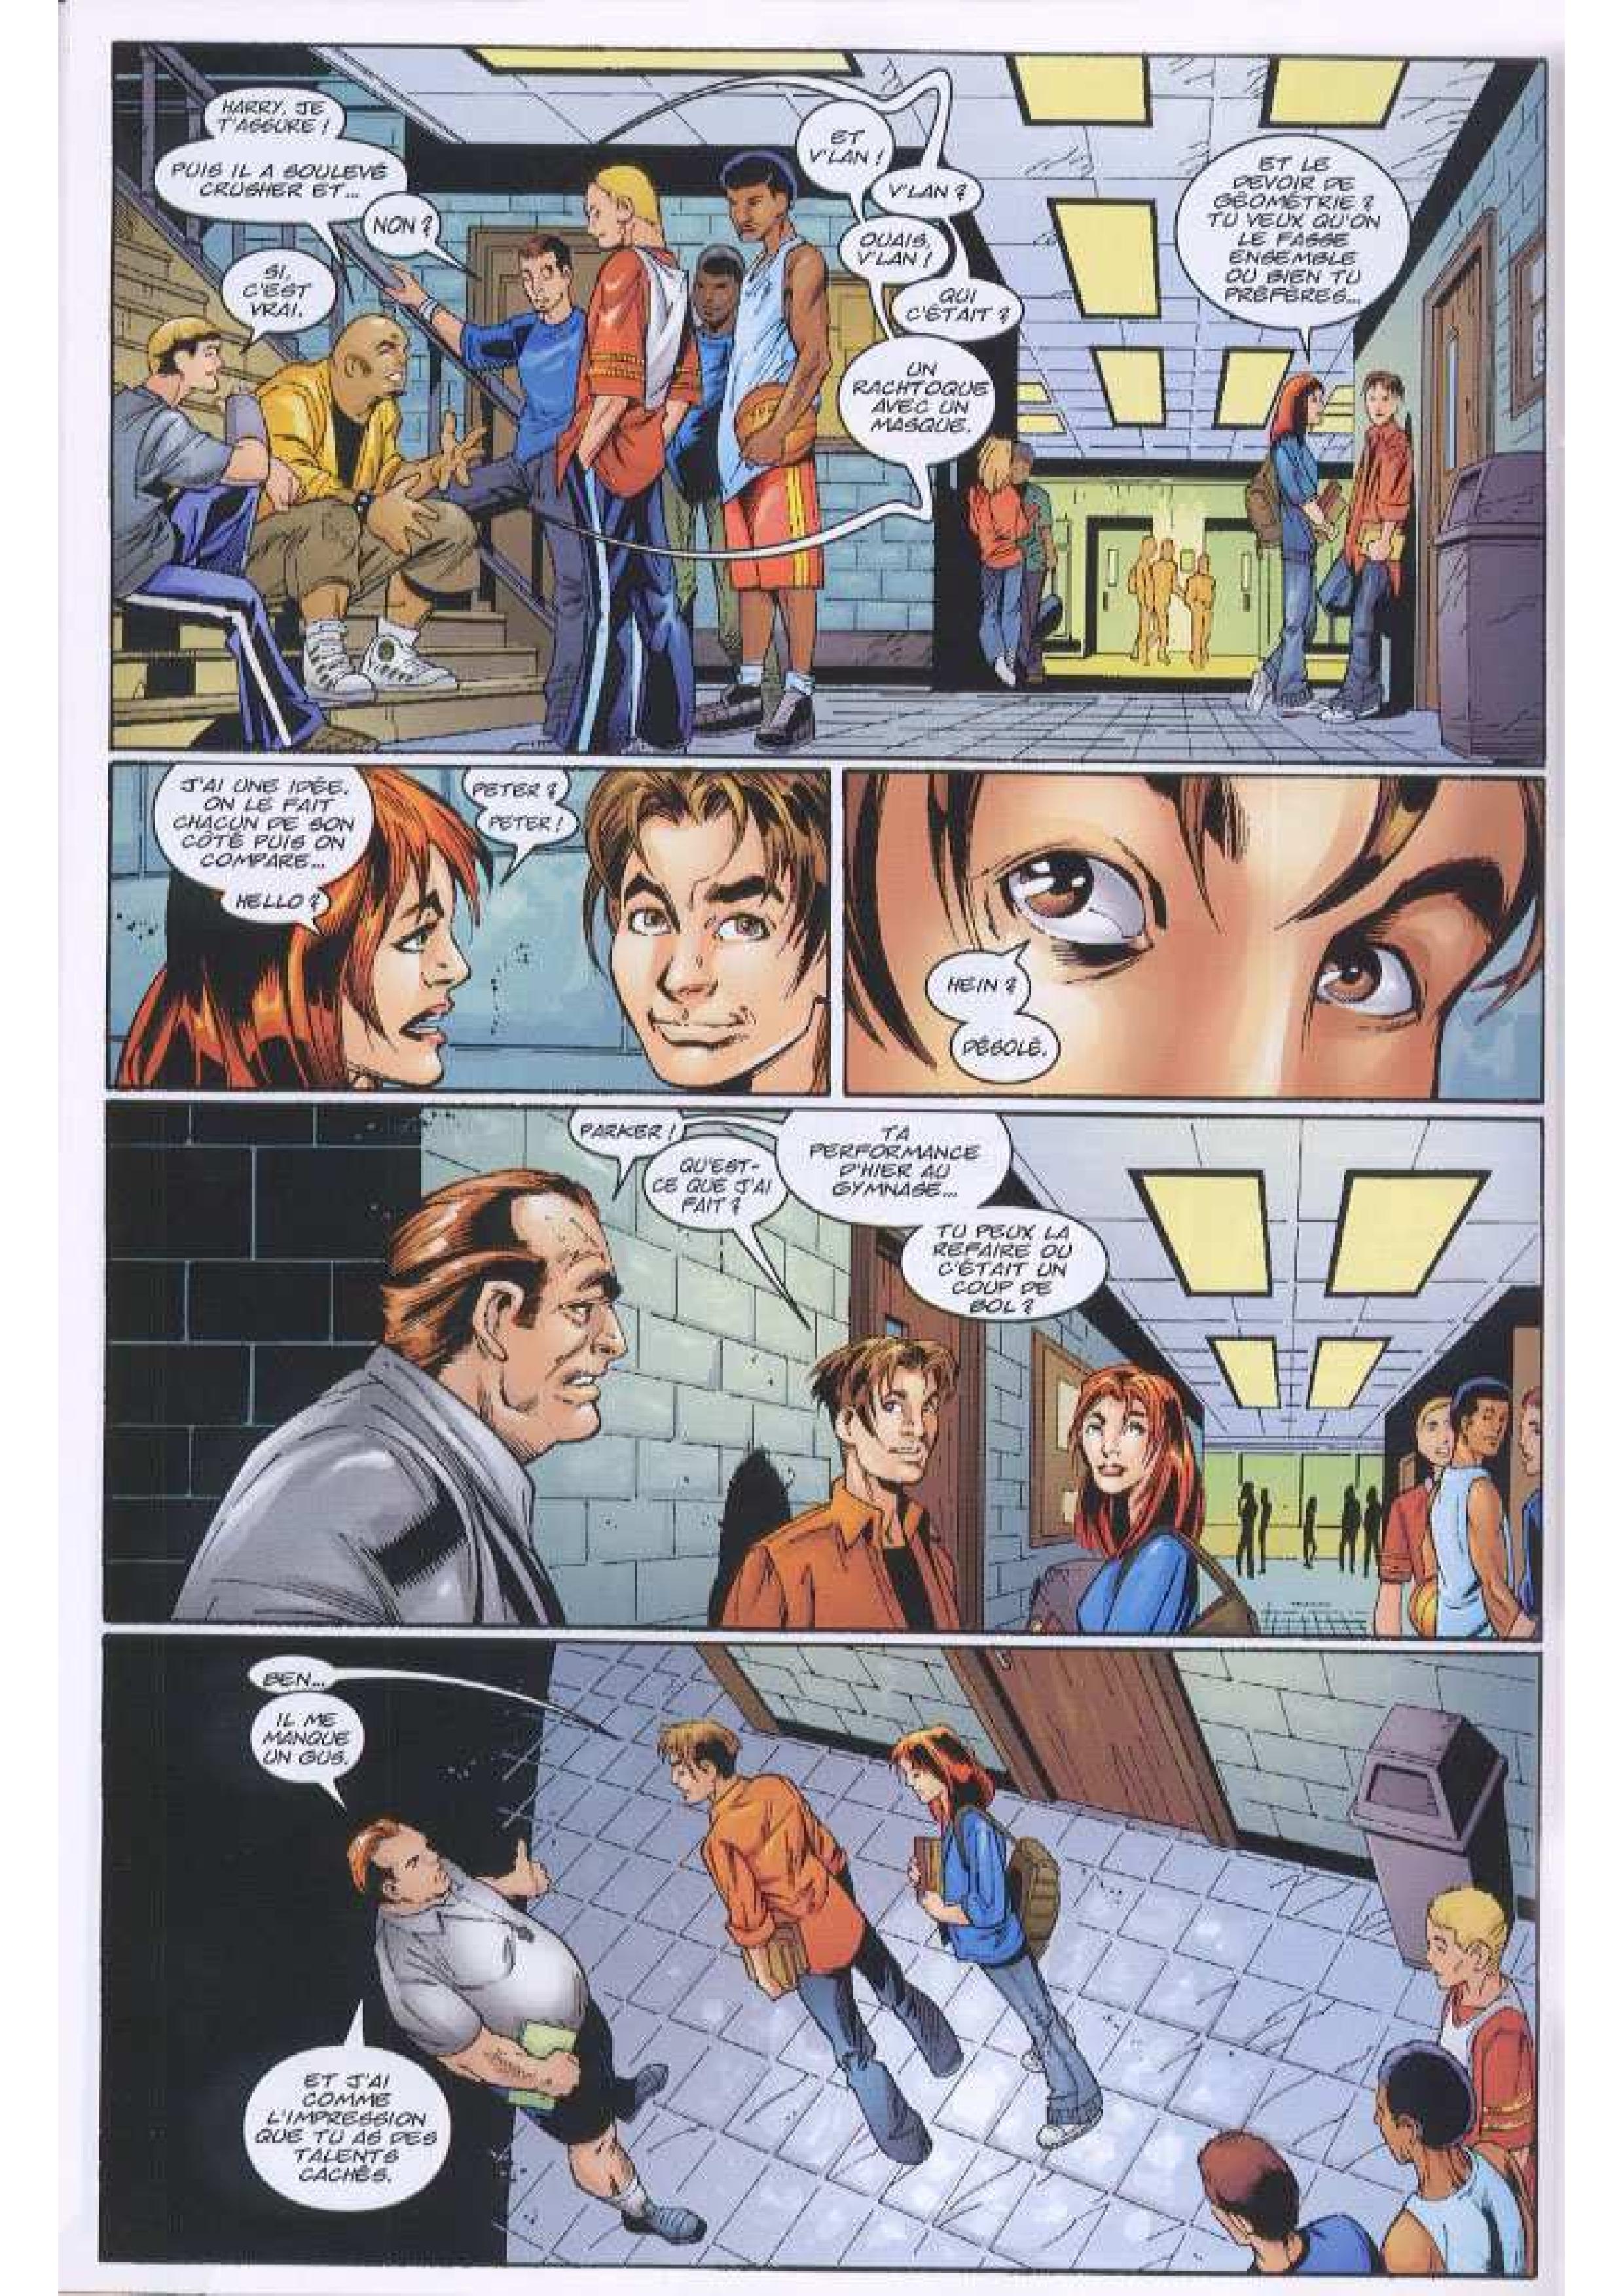 HARRY, JE
T'ASSURE !
PUIS IL A SOULEVÉ
CRUSHER ET...
NON ?
SI,
C'EST
VRAI.
ET
V'LAN !
V'LAN ?
OUAIS,
V'LAN !
QUI
C'ÉTAIT ?
UN
RACHTOQUE
AVEC UN
MASQUE.
ET LE
DEVOIR DE
GÉOMÉTRIE ?
TU VEUX QU'ON
LE FASSE
ENSEMBLE
OU BIEN TU
PRÉFÈRES...
J'AI UNE IDÉE.
ON LE FAIT
CHACUN DE SON
CÔTÉ PUIS ON
COMPARE...
HELLO ?
PETER ?
PETER !
HEIN ?
DÉSOLÉ.
PARKER !
QU'EST-
CE QUE J'AI
FAIT ?
TA
PERFORMANCE
D'HIER AU
GYMNASE...
TU PEUX LA
REFAIRE OU
C'ÉTAIT UN
COUP DE
BOL ?
BEN...
IL ME
MANQUE
UN GUS.
ET J'AI
COMME
L'IMPRESSION
QUE TU AS DES
TALENTS
CACHÉS.